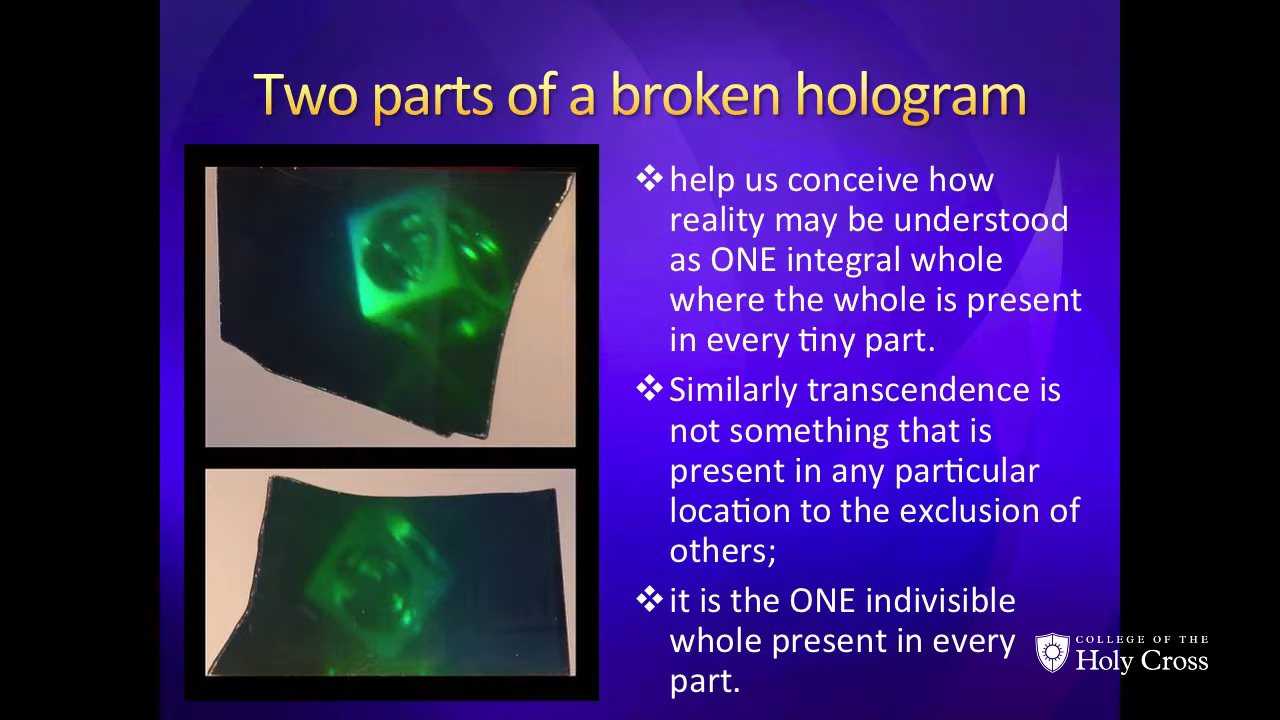 Two parts of a broken hologram
❖ help us conceive how
reality may be understood
as ONE integral whole
where the whole is present
in every tiny part.
❖ Similarly transcendence is
not something that is
present in any particular
location to the exclusion of
others;
❖ it is the ONE indivisible
whole present in every
part.
COLLEGE OF THE
Holy Cross